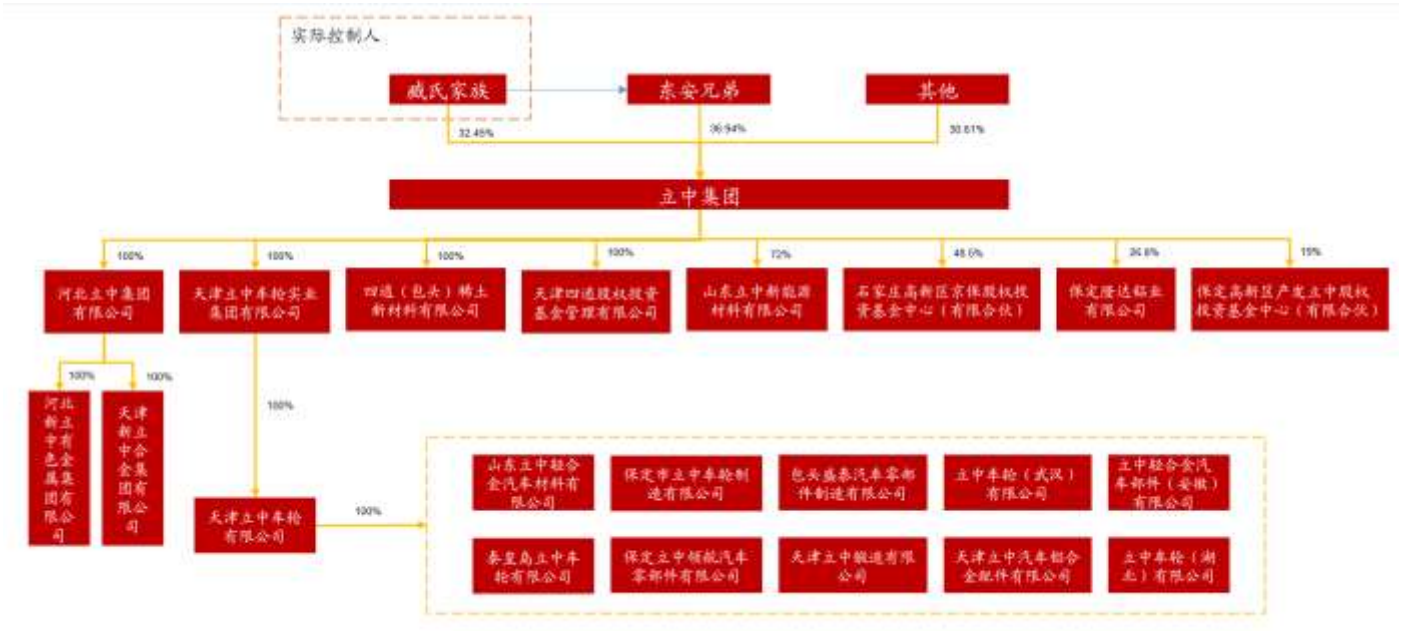 实际控制人
臧氏家族
东安兄弟
其他
32.45%
36.94%
30.61%
立中集团
100%
100%
100%
100%
72%
48.5%
26.8%
19%
河北立中集团
有限公司
天津立中车轮实业
集团有限公司
四通（包头）稀土
新材料有限公司
天津四通股权投资
基金管理有限公司
山东立中新能源
材料有限公司
石家庄高新区京保股权投
资基金中心（有限合伙）
保定隆达铝业
有限公司
保定高新区产发立中股权
投资基金中心（有限合伙）
100%
100%
100%
河北新立中有色金属集团有限公司
天津新立中合金集团有限公司
天津立中车轮
有限公司
100%
山东立中轻合
金汽车材料有
限公司
保定市立中车轮制
造有限公司
包头盛泰汽车零部
件制造有限公司
立中车轮（武汉）
有限公司
立中轻合金汽
车部件（安徽）
有限公司
秦皇岛立中车
轮有限公司
保定立中领航汽车
零部件有限公司
天津立中锻造有限
公司
天津立中汽车铝合
金配件有限公司
立中车轮（湖
北）有限公司